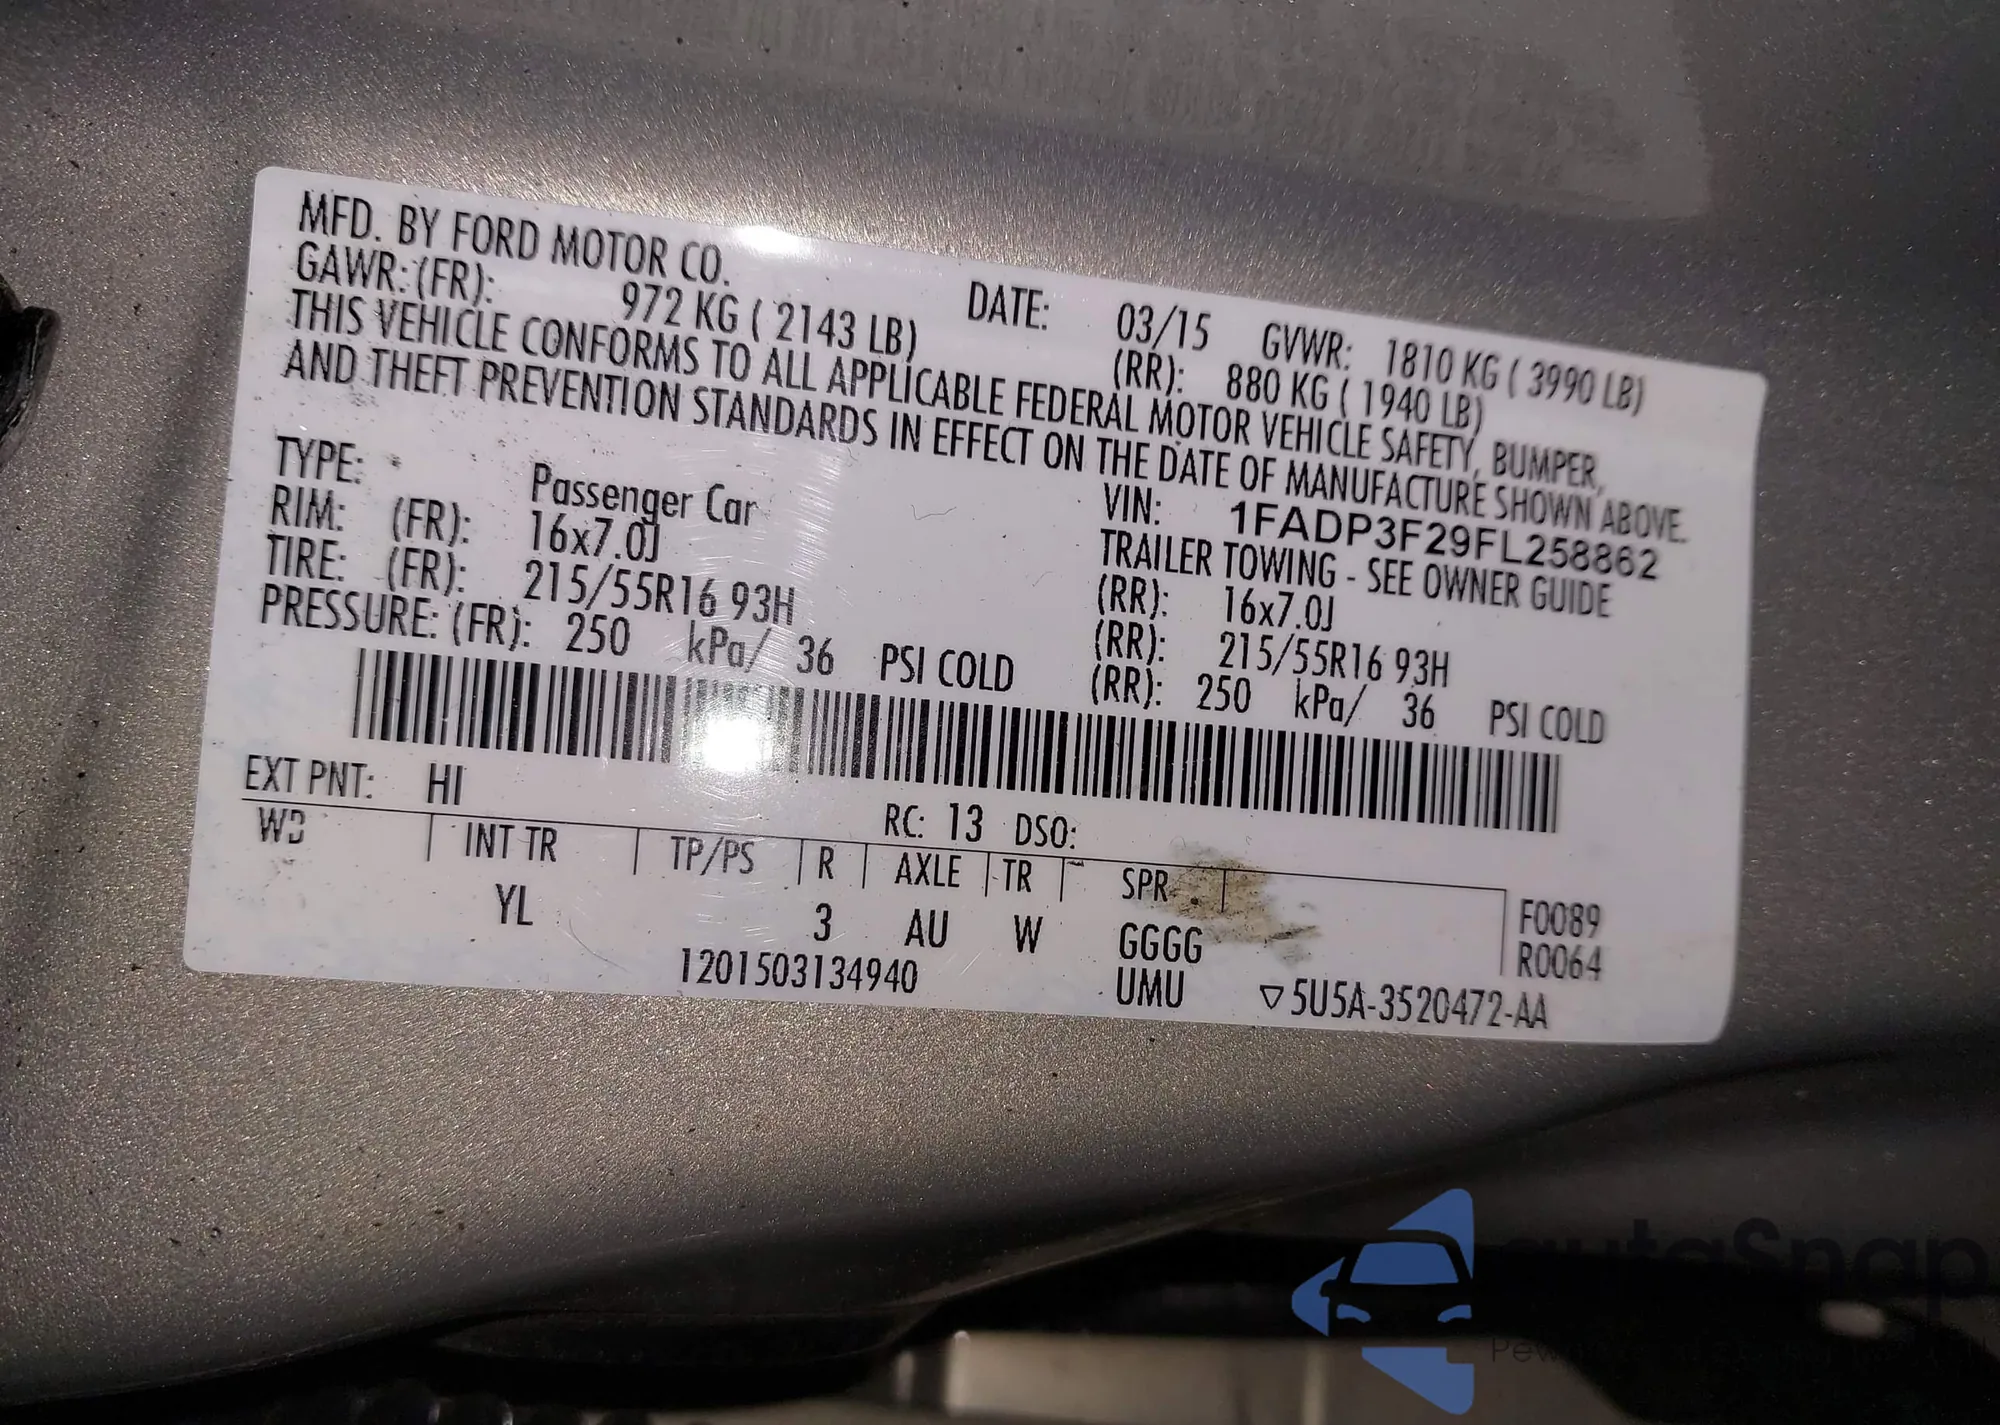 MFD. BY FORD MOTOR CO. DATE: 03/15 GVWR: 1810 KG ( 3990 LB)
GAWR: (FR): 972 KG ( 2143 LB) (RR): 880 KG ( 1940 LB)
THIS VEHICLE CONFORMS TO ALL APPLICABLE FEDERAL MOTOR VEHICLE SAFETY, BUMPER,
AND THEFT PREVENTION STANDARDS IN EFFECT ON THE DATE OF MANUFACTURE SHOWN ABOVE.
VIN: 1FADP3F29FL258862
TYPE: Passenger Car TRAILER TOWING - SEE OWNER GUIDE
RIM: (FR): 16x7.0J (RR): 16x7.0J
TIRE: (FR): 215/55R16 93H (RR): 215/55R16 93H
PRESSURE: (FR): 250 kPa/ 36 PSI COLD (RR): 250 kPa/ 36 PSI COLD
EXT PNT: HI RC: 13 DSO:
WB INT TR TP/PS R AXLE TR SPR F0089
YL 3 AU W GGGG R0064
1201503134940 UMU ▽5U5A-3520472-AA
autoSnap